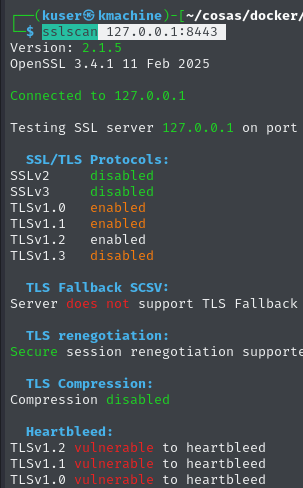 ┌──(kuser㉿kmachine)-[~/cosas/docker/
└─$ sslscan 127.0.0.1:8443
Version: 2.1.5
OpenSSL 3.4.1 11 Feb 2025
Connected to 127.0.0.1
Testing SSL server 127.0.0.1 on port
SSL/TLS Protocols:
SSLv2 disabled
SSLv3 disabled
TLSv1.0 enabled
TLSv1.1 enabled
TLSv1.2 enabled
TLSv1.3 disabled
TLS Fallback SCSV:
Server does not support TLS Fallback
TLS renegotiation:
Secure session renegotiation supporte
TLS Compression:
Compression disabled
Heartbleed:
TLSv1.2 vulnerable to heartbleed
TLSv1.1 vulnerable to heartbleed
TLSv1.0 vulnerable to heartbleed